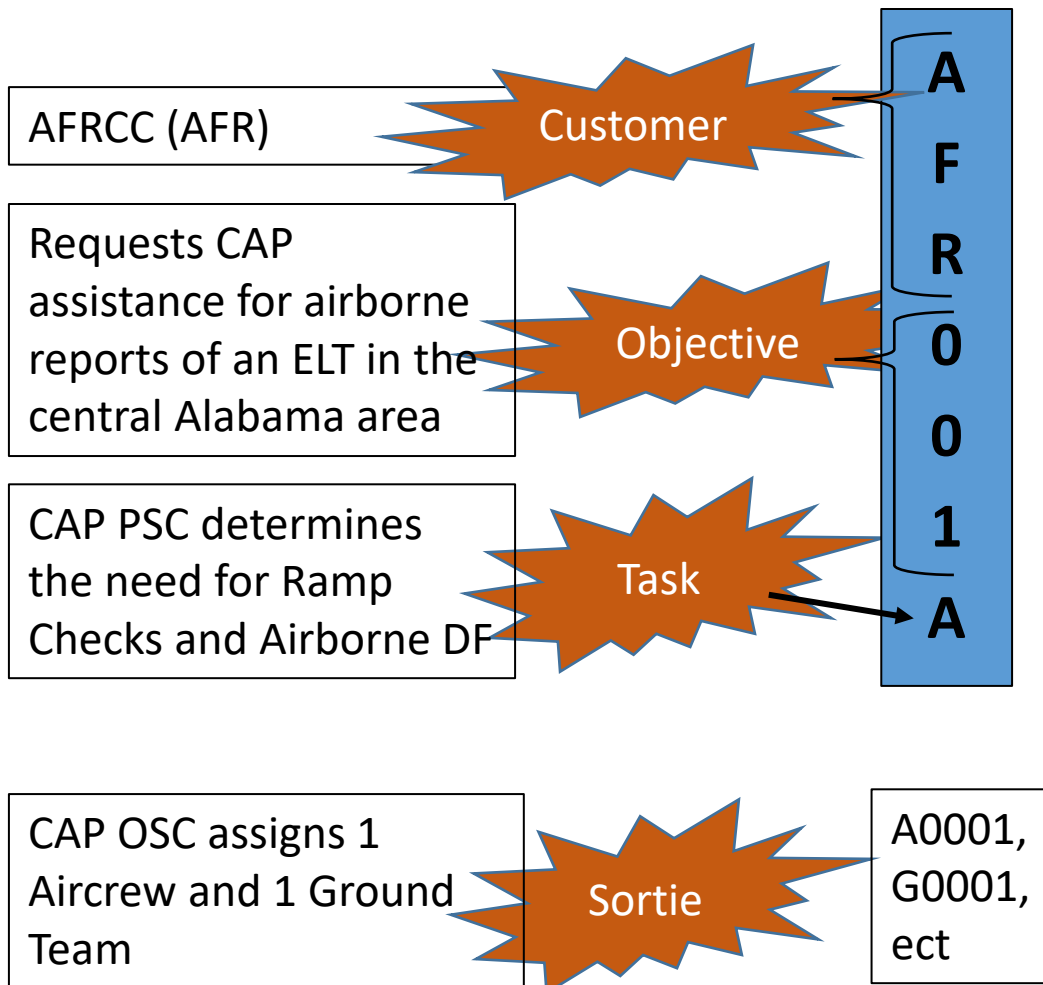 AFRCC (AFR)
Customer
Requests CAP
assistance for airborne
reports of an ELT in the
central Alabama area
Objective
CAP PSC determines
the need for Ramp
Checks and Airborne DF
Task
A
F
R
0
0
1
A
CAP OSC assigns 1
Aircrew and 1 Ground
Team
Sortie
A0001,
G0001,
ect